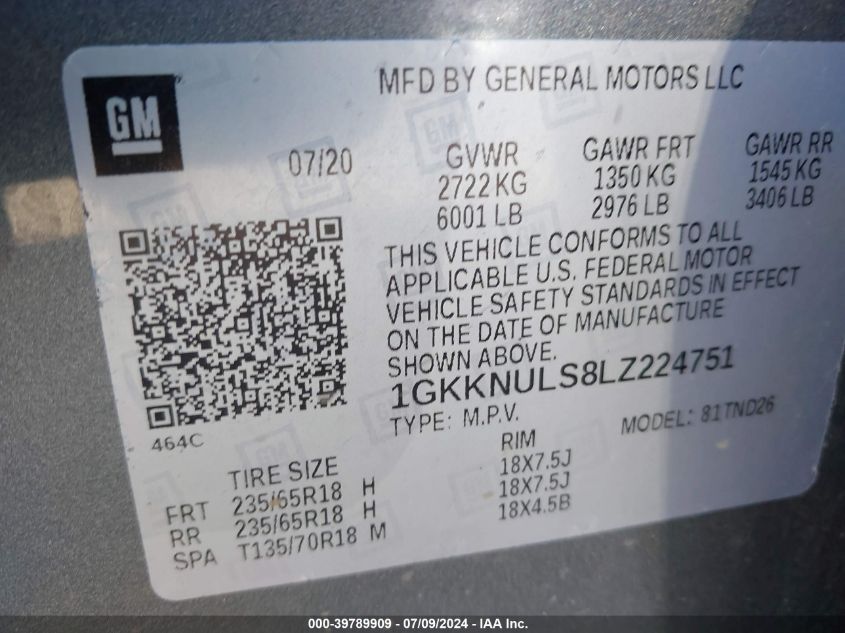 MFD BY GENERAL MOTORS LLC
GM
07/20
GVWR GAWR FRT GAWR RR
2722 KG 1350 KG 1545 KG
6001 LB 2976 LB 3406 LB
THIS VEHICLE CONFORMS TO ALL
APPLICABLE U.S. FEDERAL MOTOR
VEHICLE SAFETY STANDARDS IN EFFECT
ON THE DATE OF MANUFACTURE
SHOWN ABOVE.
1GKKNULS8LZ224751
TYPE: M.P.V. MODEL: 81TND26
464C
TIRE SIZE RIM
FRT 235/65R18 H 18X7.5J
RR 235/65R18 H 18X7.5J
SPA T135/70R18 M 18X4.5B
000-39789909 - 07/09/2024 - IAA Inc.